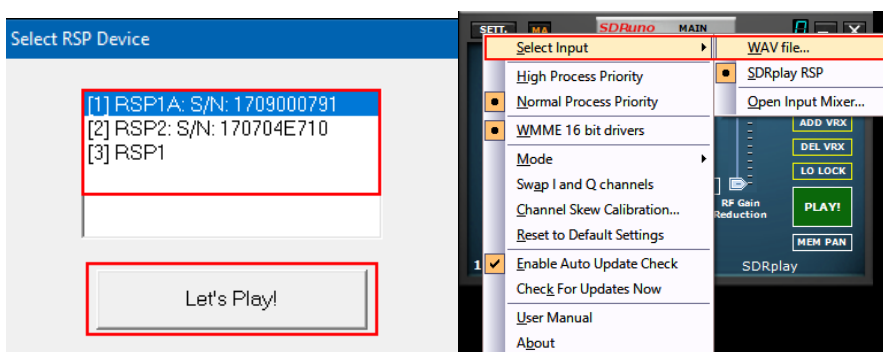 Select RSP Device
[1] RSP1A: S/N: 1709000791
[2] RSP2: S/N: 170704E710
[3] RSP1
Let's Play!
SETT. MA SDRuno MAIN
Select Input
High Process Priority
Normal Process Priority
WMME 16 bit drivers
Mode
Swap I and Q channels
Channel Skew Calibration...
Reset to Default Settings
Enable Auto Update Check
Check For Updates Now
User Manual
About
WAV file...
SDRplay RSP
Open Input Mixer...
ADD VRX
DEL VRX
LO LOCK
RF Gain
Reduction
PLAY!
MEM PAN
1
SDRplay